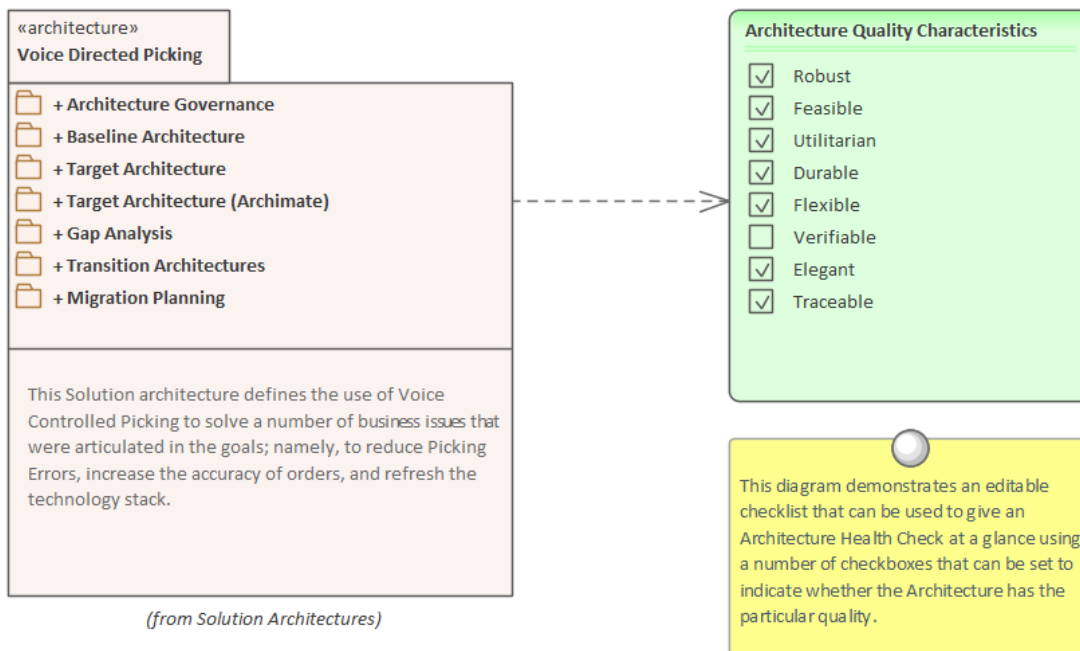 «architecture»
Voice Directed Picking
+ Architecture Governance
+ Baseline Architecture
+ Target Architecture
+ Target Architecture (Archimate)
+ Gap Analysis
+ Transition Architectures
+ Migration Planning
This Solution architecture defines the use of Voice
Controlled Picking to solve a number of business issues that
were articulated in the goals; namely, to reduce Picking
Errors, increase the accuracy of orders, and refresh the
technology stack.
(from Solution Architectures)
Architecture Quality Characteristics
Robust
Feasible
Utilitarian
Durable
Flexible
Verifiable
Elegant
Traceable
This diagram demonstrates an editable
checklist that can be used to give an
Architecture Health Check at a glance using
a number of checkboxes that can be set to
indicate whether the Architecture has the
particular quality.